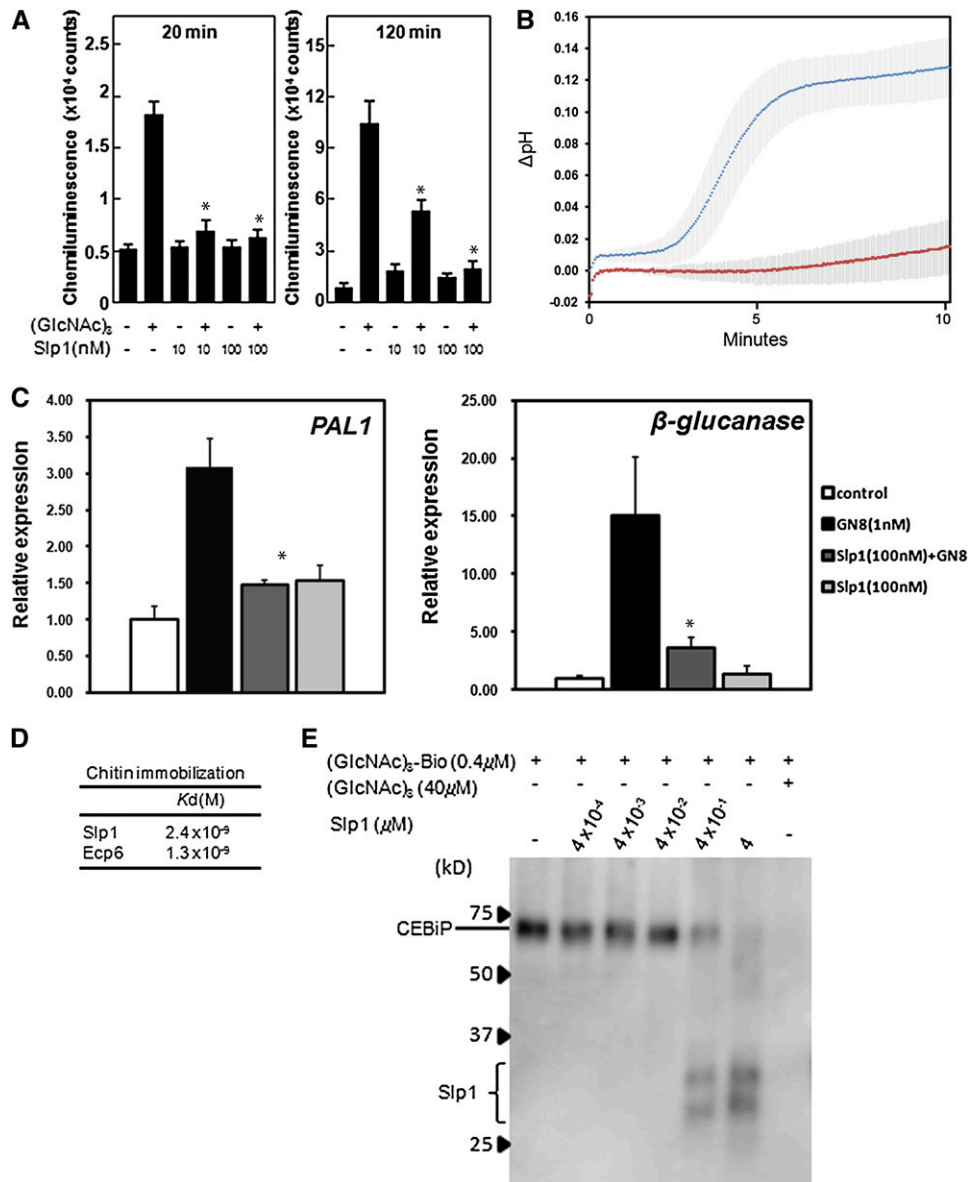 A
20 min
120 min
Chemiluminescence (x10⁴ counts)
2.5
2
1.5
1
0.5
0
* *
Chemiluminescence (x10⁴ counts)
15
12
9
6
3
0
* *
(GlcNAc)₈ - + - + - + - + - + - +
Slp1(nM) - - 10 10 100 100 - - 10 10 100 100
B
ΔpH
0.16
0.14
0.12
0.10
0.08
0.06
0.04
0.02
0.00
-0.02
0 5 10
Minutes
C
PAL1
Relative expression
4.00
3.50
3.00
2.50
2.00
1.50
1.00
0.50
0.00
*
β-glucanase
Relative expression
25.00
20.00
15.00
10.00
5.00
0.00
*
control
GN8(1nM)
Slp1(100nM)+GN8
Slp1(100nM)
D
Chitin immobilization
Kd(M)
Slp1 2.4x10⁻⁹
Ecp6 1.3x10⁻⁹
E
(GlcNAc)₈-Bio (0.4μM) + + + + + + +
(GlcNAc)₈ (40μM) - - - - - - +
Slp1 (μM) - 4x10⁻⁴ 4x10⁻³ 4x10⁻² 4x10⁻¹ 4 -
(kD)
75
CEBiP
50
37
Slp1
25